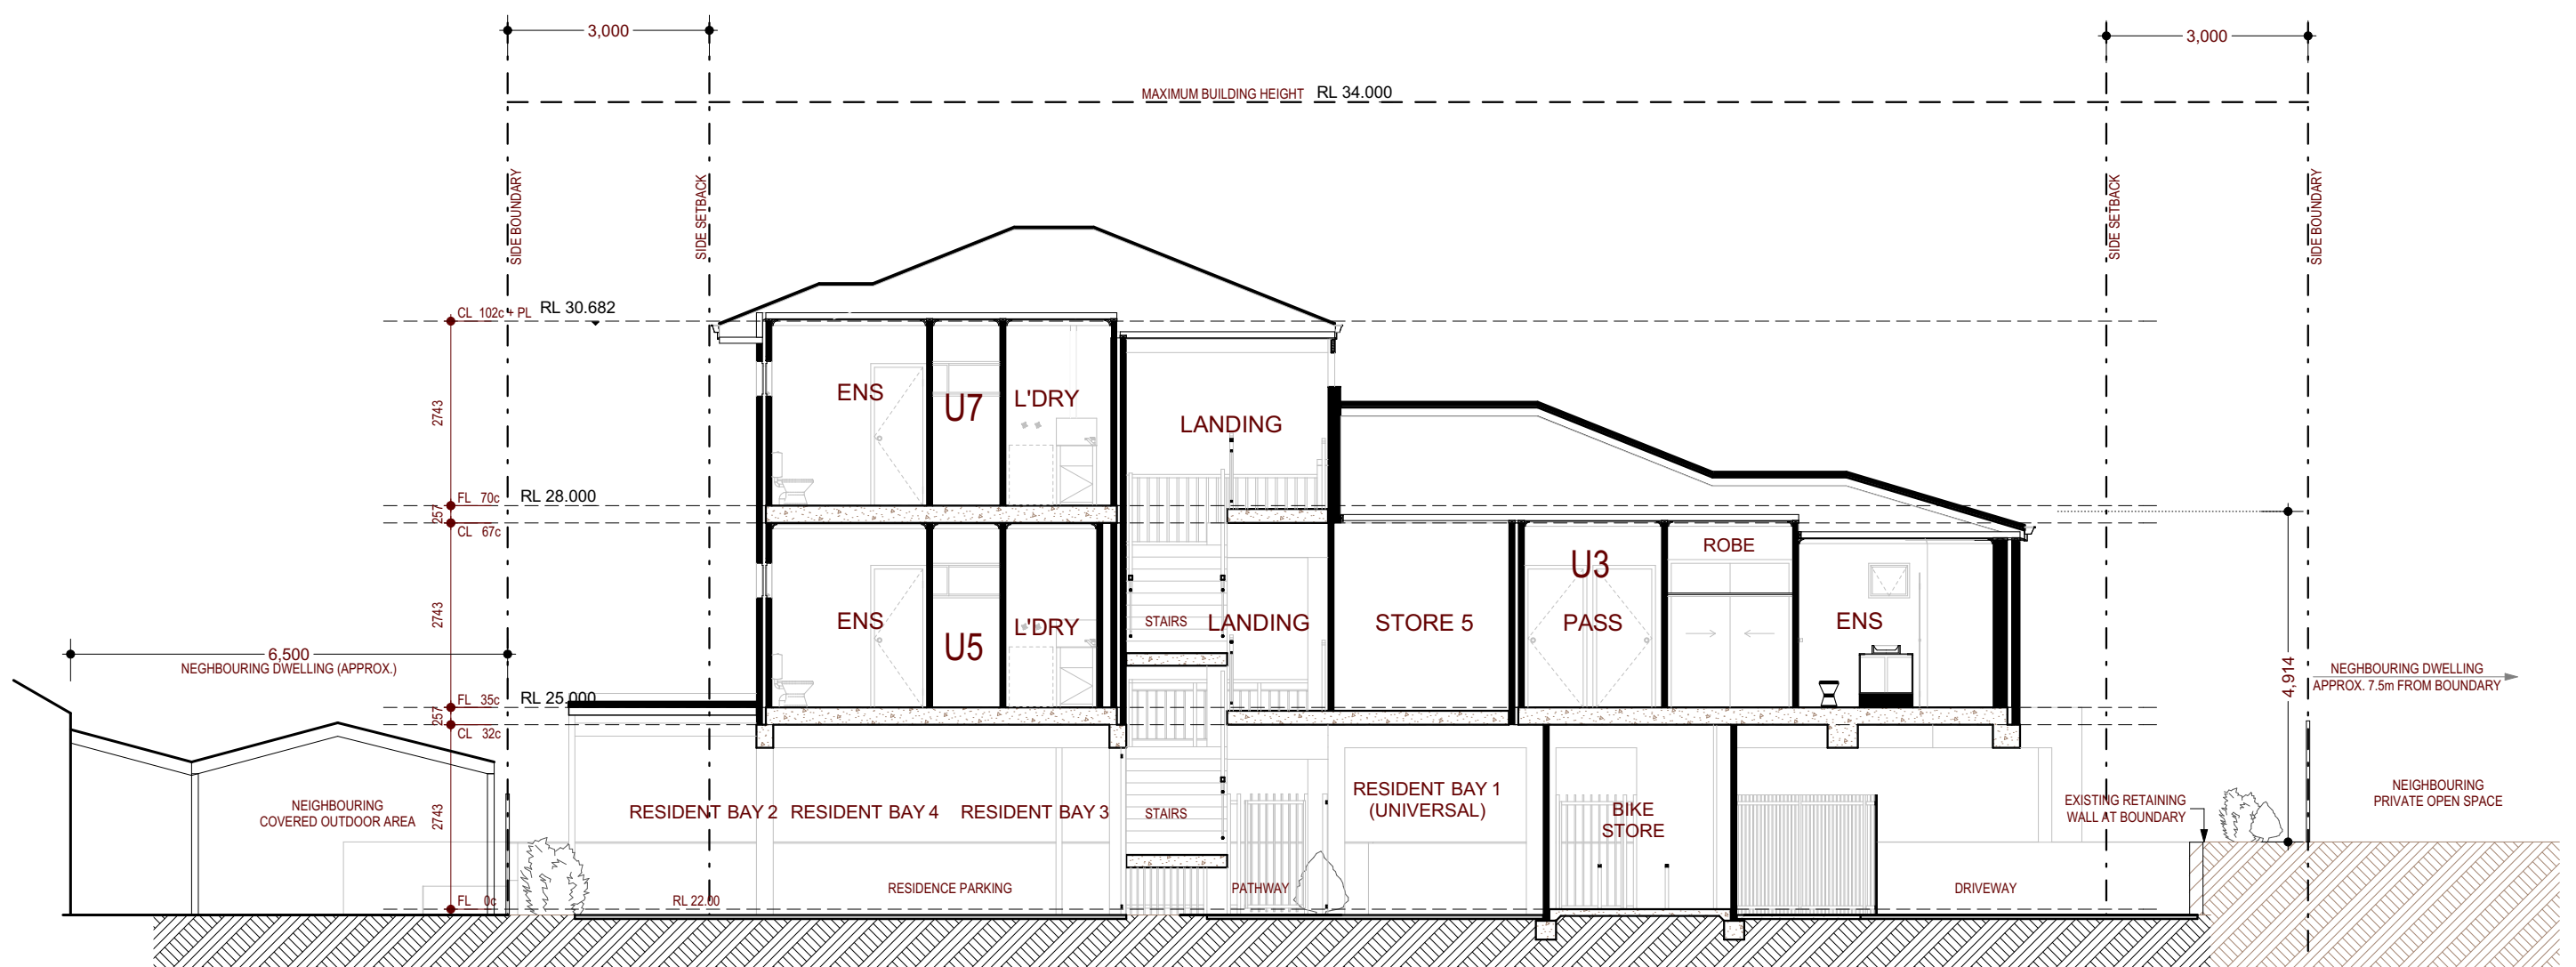 3,000
3,000
MAXIMUM BUILDING HEIGHT RL 34.000
SIDE BOUNDARY
SIDE SETBACK
SIDE SETBACK
SIDE BOUNDARY
CL 102c + PL RL 30.682
2743
ENS
U7
L'DRY
LANDING
FL 70c RL 28.000
257
CL 67c
2743
ENS
U5
L'DRY
STAIRS
LANDING
STORE 5
U3
PASS
ROBE
ENS
6,500
NEGHBOURING DWELLING (APPROX.)
4,914
NEGHBOURING DWELLING
APPROX. 7.5m FROM BOUNDARY
FL 35c RL 25.000
257
CL 32c
2743
NEIGHBOURING
COVERED OUTDOOR AREA
RESIDENT BAY 2
RESIDENT BAY 4
RESIDENT BAY 3
STAIRS
RESIDENT BAY 1
(UNIVERSAL)
BIKE
STORE
EXISTING RETAINING
WALL AT BOUNDARY
NEIGHBOURING
PRIVATE OPEN SPACE
RESIDENCE PARKING
PATHWAY
DRIVEWAY
FL 0c
RL 22.00